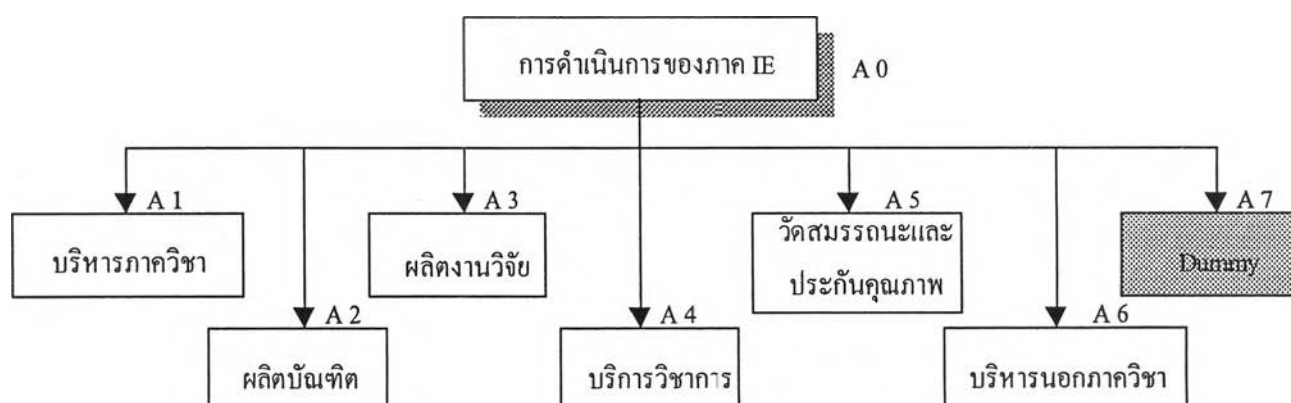 การดำเนินการของภาค IE
A 0
A 1
บริหารภาควิชา
A 3
ผลิตงานวิจัย
A 5
วัดสมรรถนะและ
ประกันคุณภาพ
A 7
Dummy
A 2
ผลิตบัณฑิต
A 4
บริการวิชาการ
A 6
บริหารนอกภาควิชา